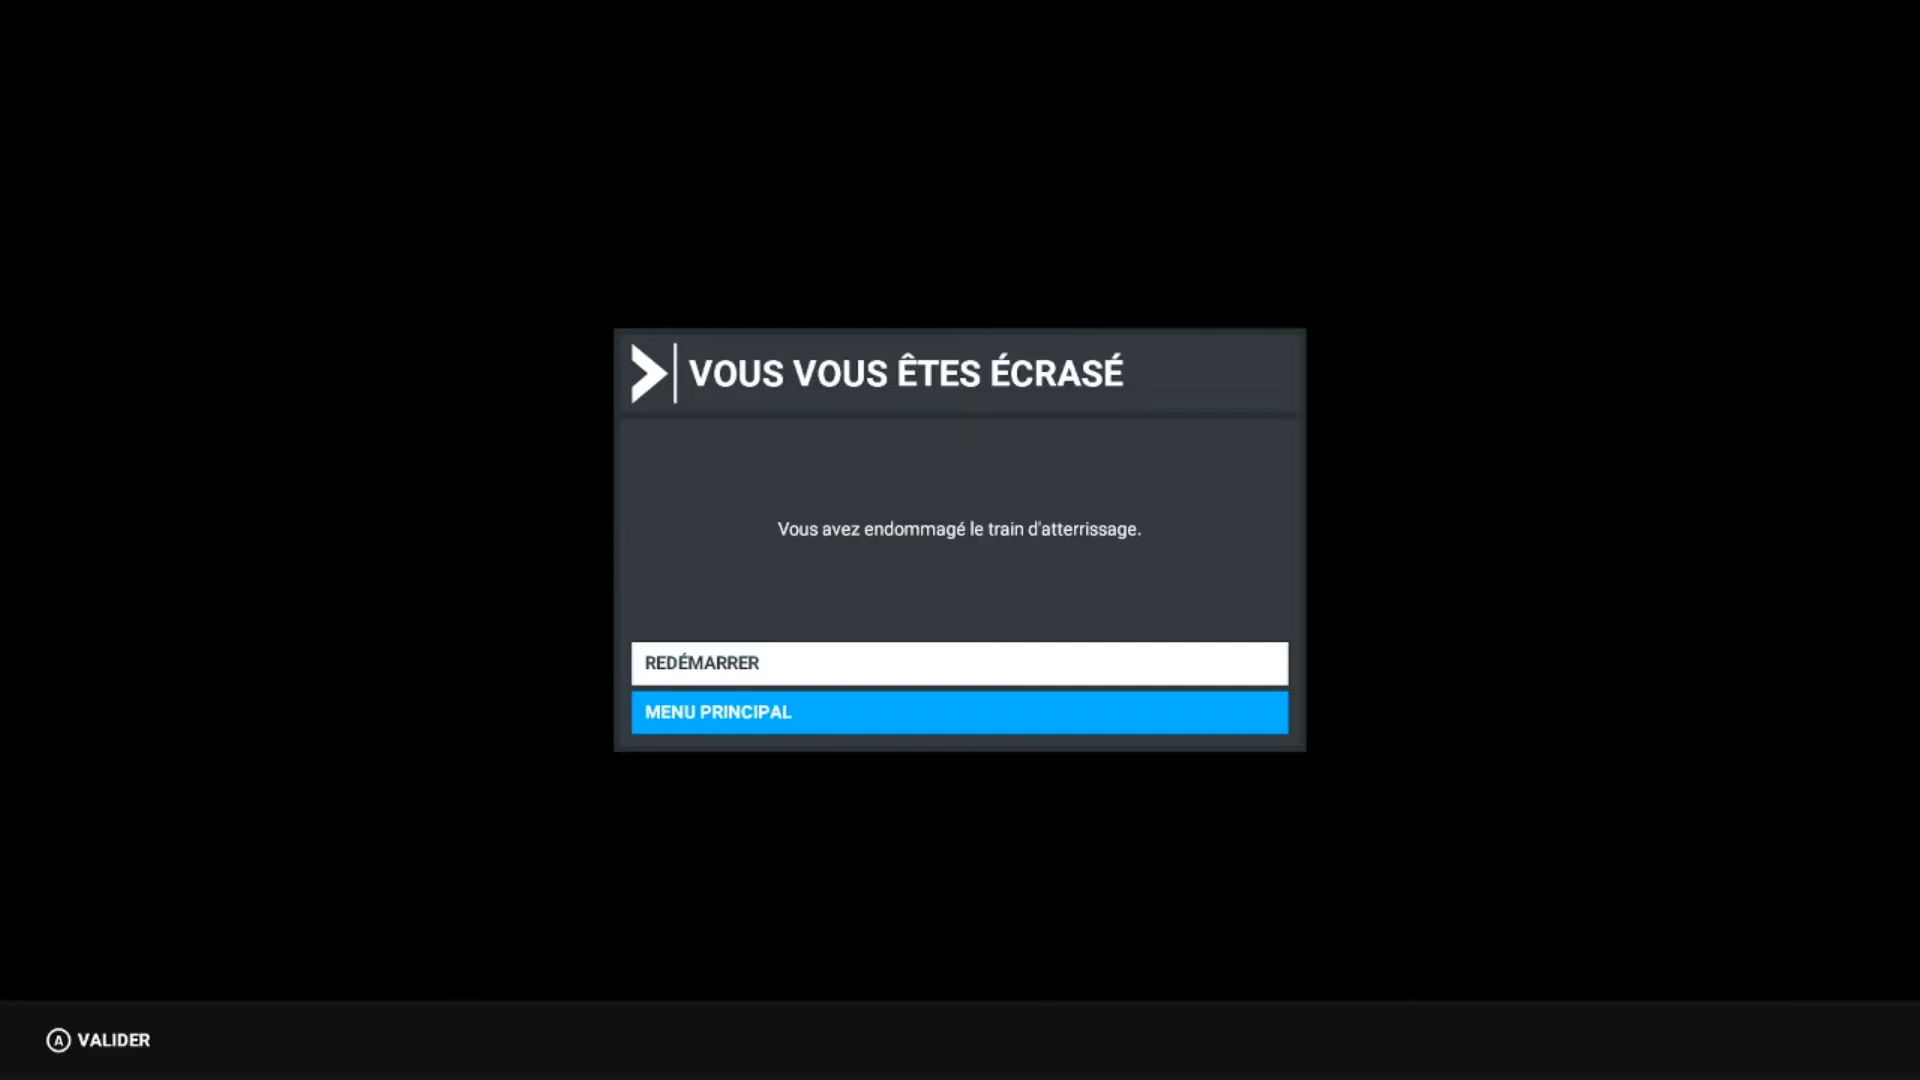 VOUS VOUS ÊTES ÉCRASÉ
Vous avez endommagé le train d'atterrissage.
REDÉMARRER
MENU PRINCIPAL
A VALIDER